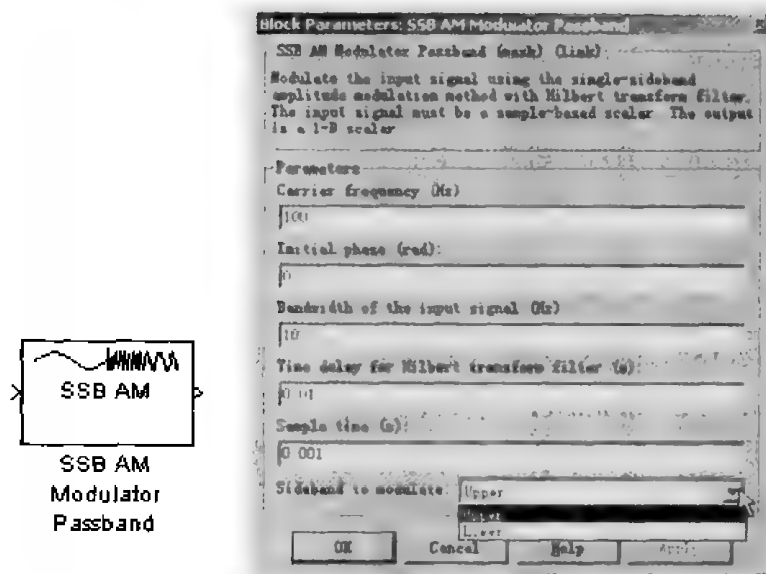 Block Parameters: SSB AM Modulator Passband
SSB AM Modulator Passband (mask) (link)
Modulate the input signal using the single-sideband
amplitude modulation method with Hilbert transform filter.
The input signal must be a sample-based scalar The output
is a 1-D scalar
Parameters
Carrier frequency (Hz)
100
Initial phase (rad):
0
Bandwidth of the input signal (Hz)
10
Time delay for Hilbert transform filter (s):
0.01
Sample time (s):
0.001
Sideband to modulate: Upper
Upper
Lower
OK Cancel Help Apply
SSB AM
SSB AM
Modulator
Passband